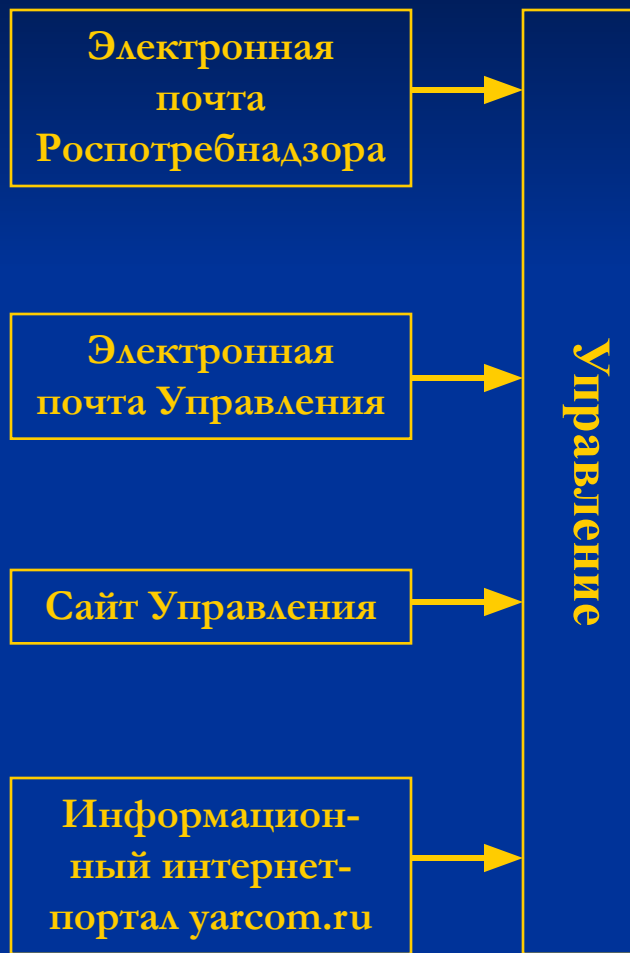 Электронная
почта
Роспотребнадзора
Электронная
почта Управления
Сайт Управления
Информацион-
ный интернет-
портал yarcom.ru
Управление